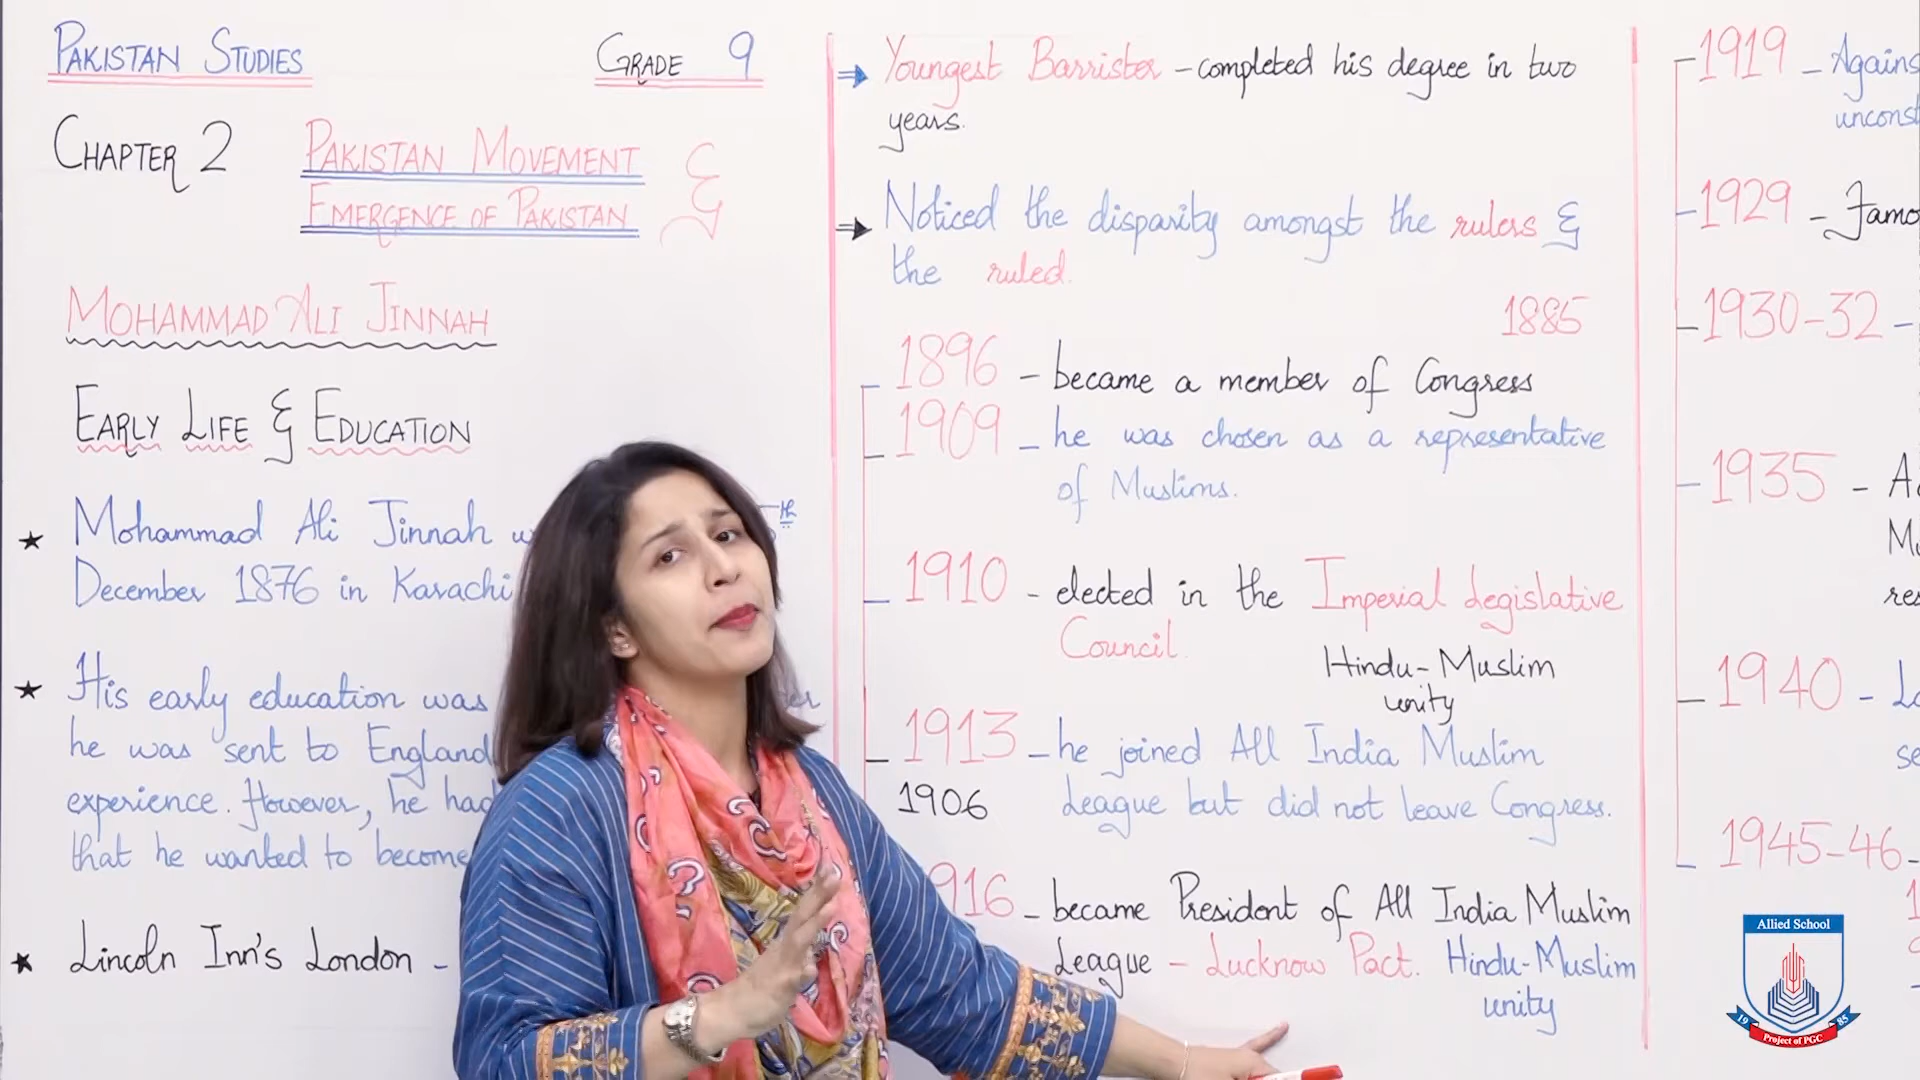 PAKISTAN STUDIES
GRADE 9
CHAPTER 2
PAKISTAN MOVEMENT &
EMERGENCE OF PAKISTAN
MOHAMMAD ALI JINNAH
EARLY LIFE & EDUCATION
★ Mohammad Ali Jinnah
December 1876 in Karachi
★ His early education was
he was sent to England
experience. However, he had
that he wanted to become
★ Lincoln Inn's London -
⇒ Youngest Barrister - completed his degree in two
years.
⇒ Noticed the disparity amongst the rulers &
the ruled.
1885
1896 - became a member of Congress
1909 - he was chosen as a representative
of Muslims.
1910 - elected in the Imperial Legislative
Council.
Hindu-Muslim
unity
1913 - he joined All India Muslim
1906 League but did not leave Congress.
916 - became President of All India Muslim
League - Lucknow Pact. Hindu-Muslim
unity
1919 -
1929 -
1930-32 -
1935 -
1940 -
1945-46 -
Allied School
19 85
Project of PGC